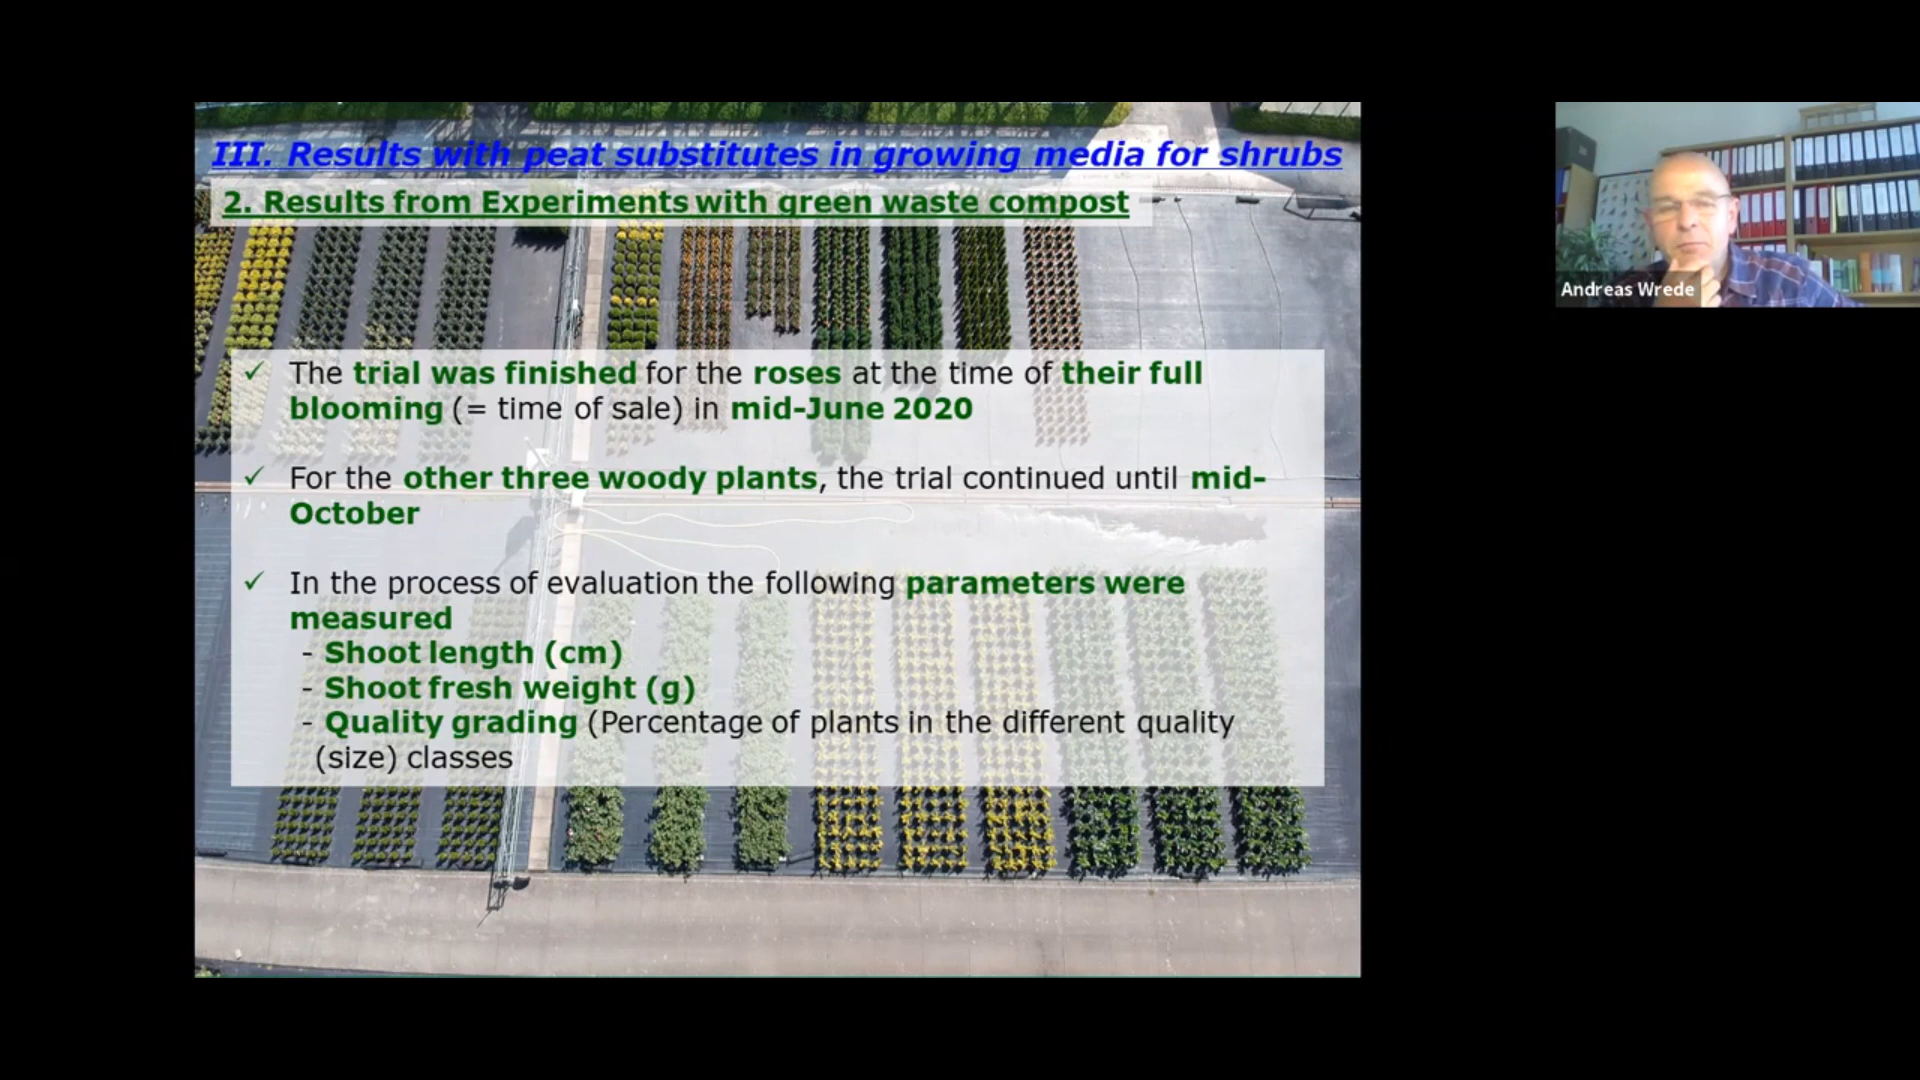 III. Results with peat substitutes in growing media for shrubs
2. Results from Experiments with green waste compost
✓ The trial was finished for the roses at the time of their full
blooming (= time of sale) in mid-June 2020
✓ For the other three woody plants, the trial continued until mid-
October
✓ In the process of evaluation the following parameters were
measured
- Shoot length (cm)
- Shoot fresh weight (g)
- Quality grading (Percentage of plants in the different quality
(size) classes
Andreas Wrede